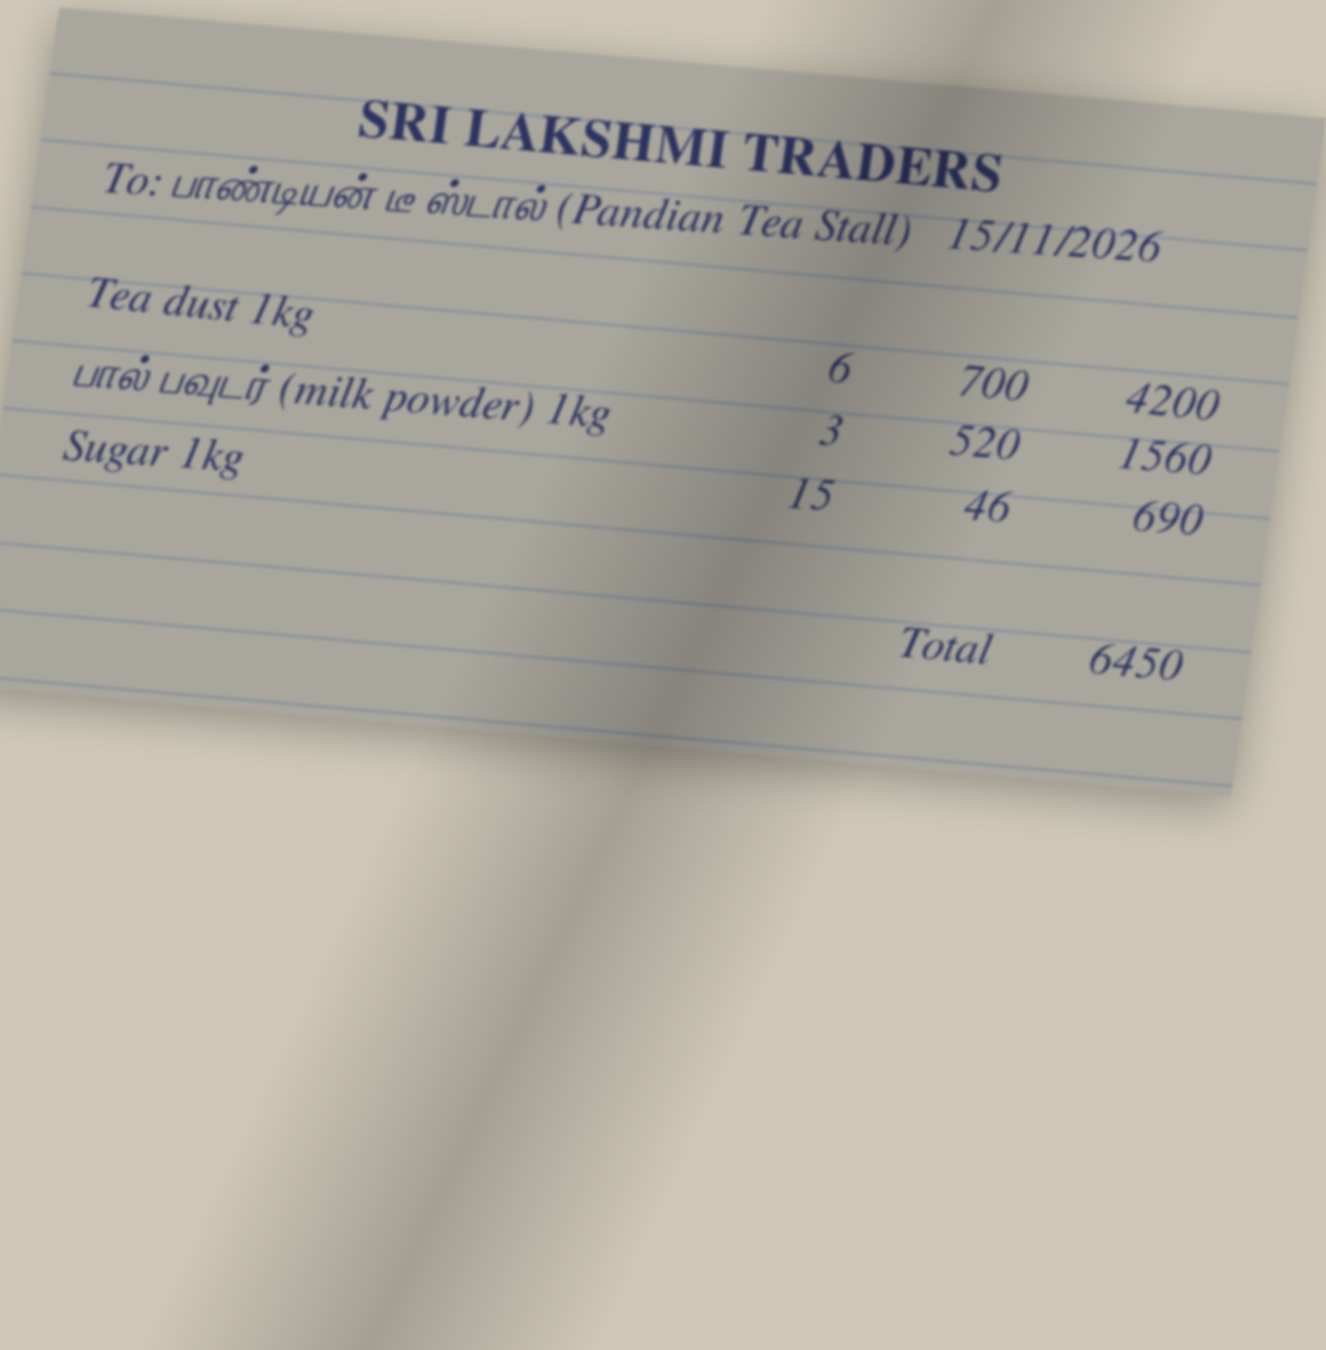 SRI LAKSHMI TRADERS
To: பாண்டியன் டீ ஸ்டால் (Pandian Tea Stall) 15/11/2026
Tea dust 1kg 6 700 4200
பால் பவுடர் (milk powder) 1kg 3 520 1560
Sugar 1kg 15 46 690
Total 6450